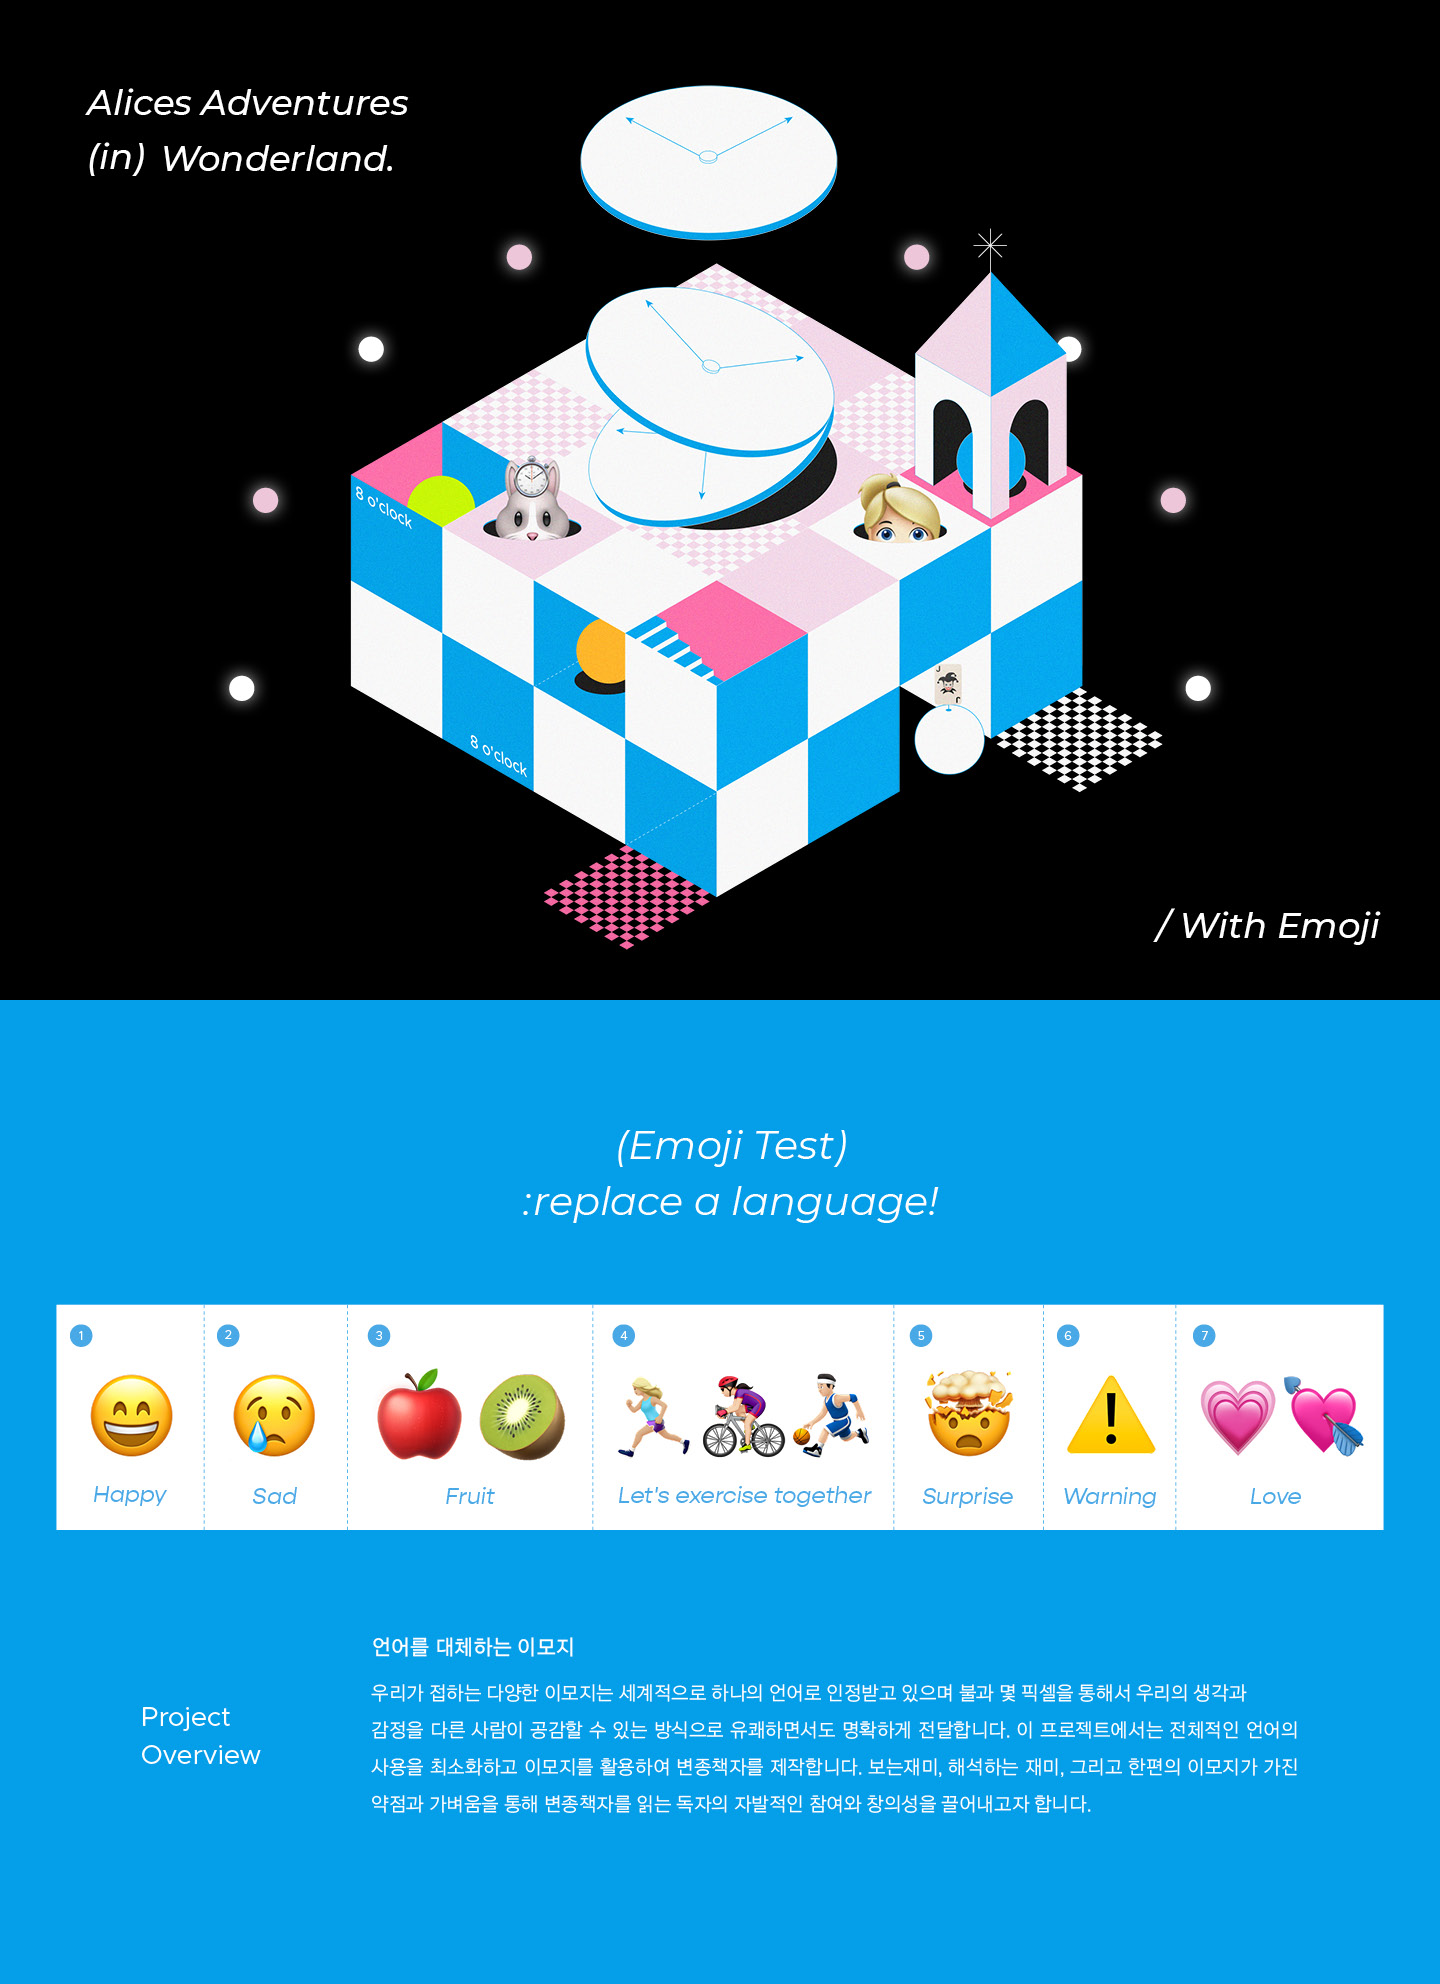 Alices Adventures
(in) Wonderland.
8 o'clock
J
J
8 o'clock
/ With Emoji
(Emoji Test)
:replace a language!
1
2
3
4
5
6
7
Happy
Sad
Fruit
Let's exercise together
Surprise
Warning
Love
언어를 대체하는 이모지
우리가 접하는 다양한 이모지는 세계적으로 하나의 언어로 인정받고 있으며 불과 몇 픽셀을 통해서 우리의 생각과
감정을 다른 사람이 공감할 수 있는 방식으로 유쾌하면서도 명확하게 전달합니다. 이 프로젝트에서는 전체적인 언어의
사용을 최소화하고 이모지를 활용하여 변종책자를 제작합니다. 보는재미, 해석하는 재미, 그리고 한편의 이모지가 가진
약점과 가벼움을 통해 변종책자를 읽는 독자의 자발적인 참여와 창의성을 끌어내고자 합니다.
Project
Overview